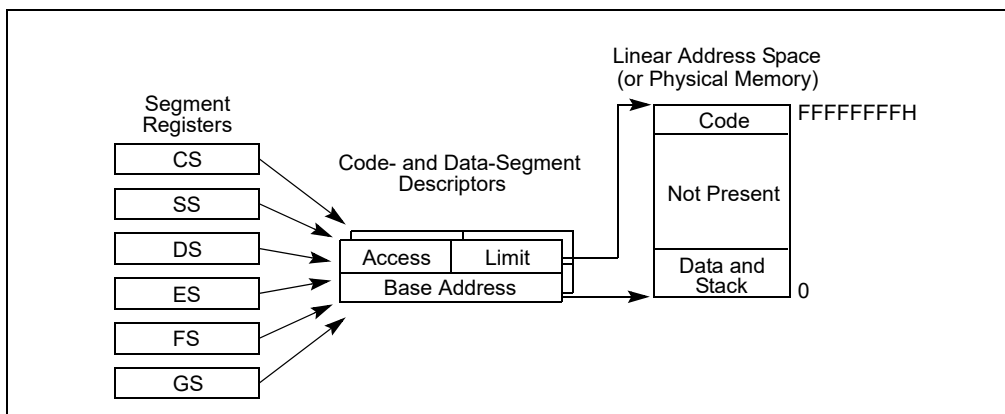 Linear Address Space
(or Physical Memory)
Segment
Registers
CS
SS
DS
ES
FS
GS
Code- and Data-Segment
Descriptors
Access
Limit
Base Address
Code
FFFFFFFFH
Not Present
Data and
Stack
0